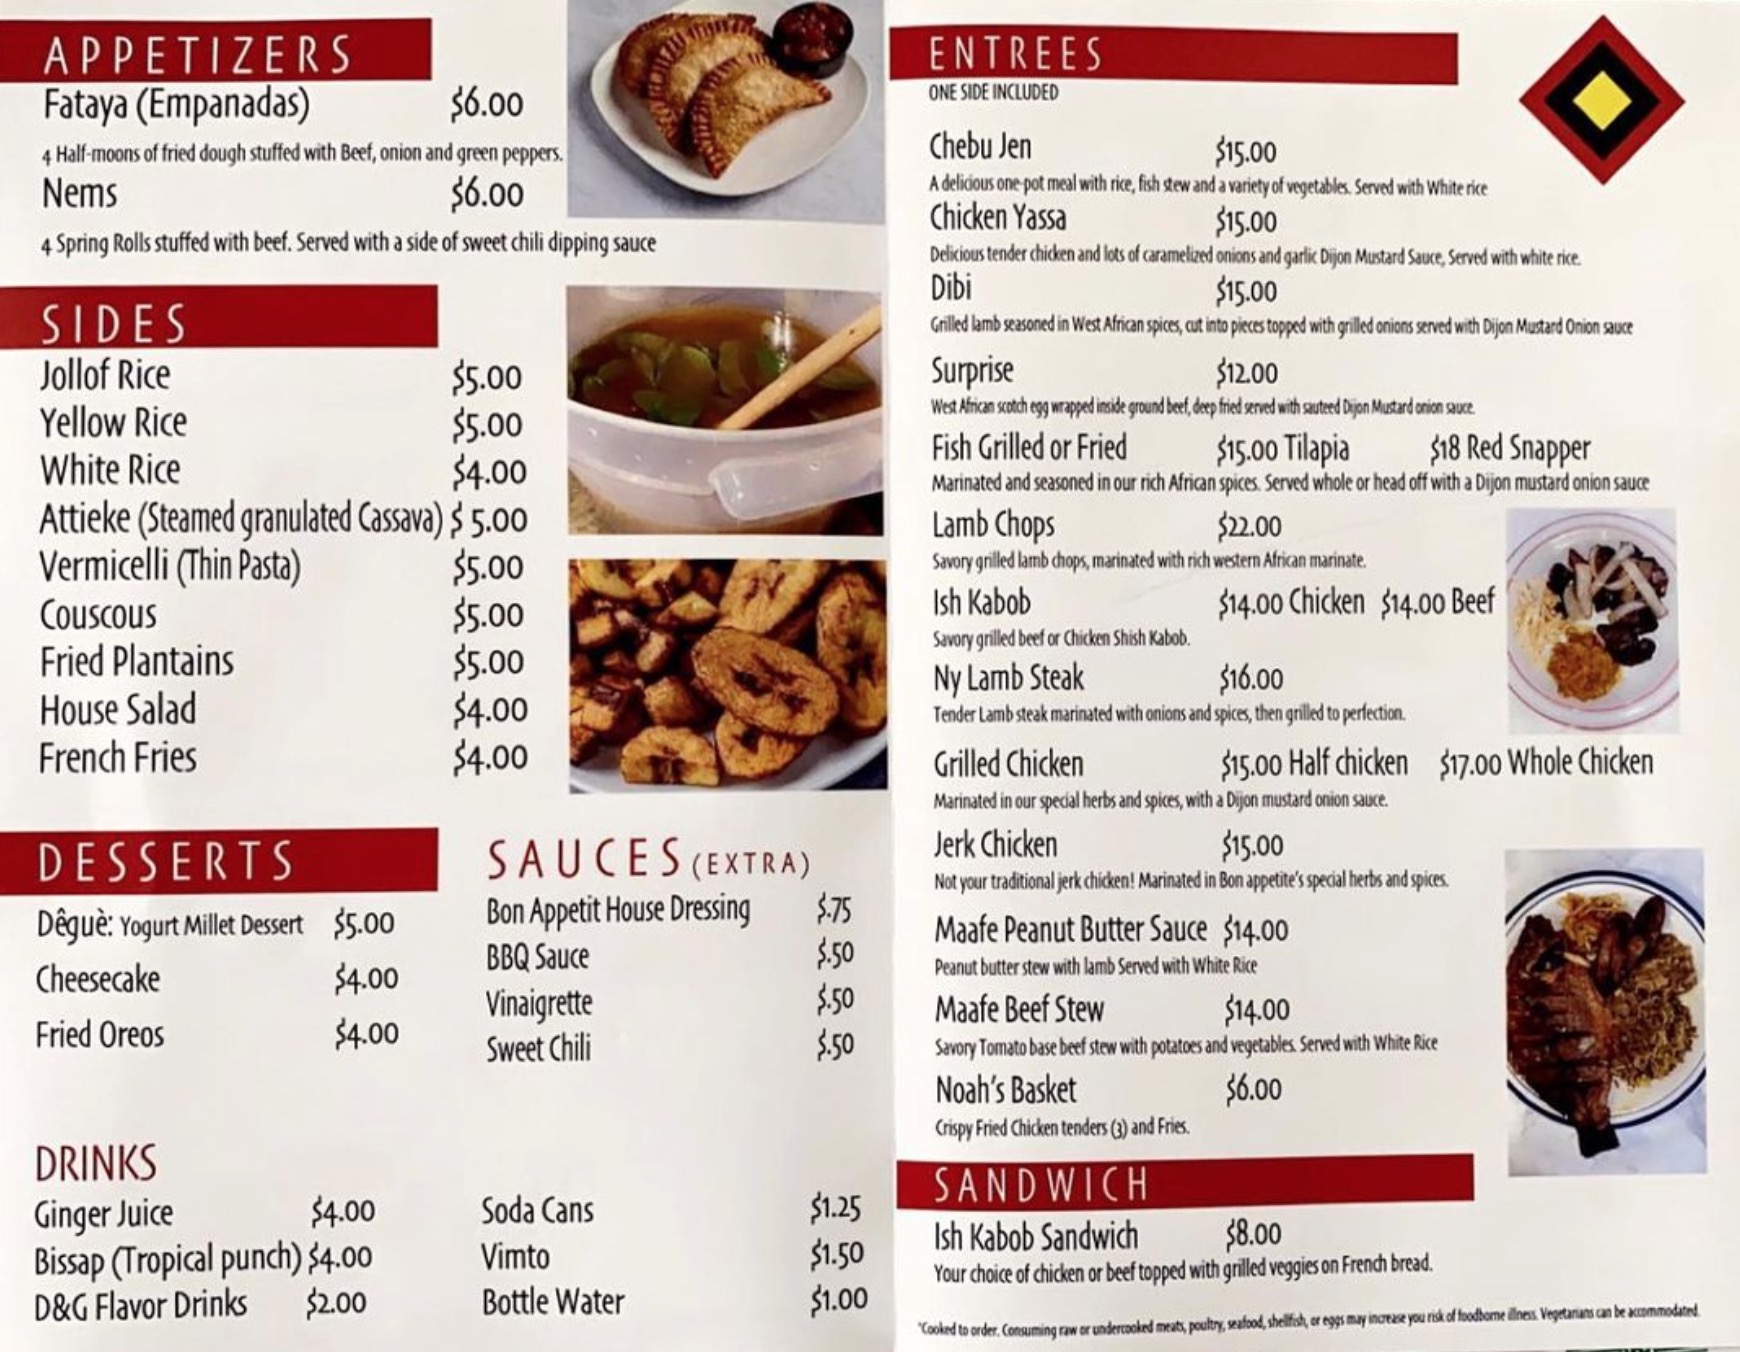 APPETIZERS
Fataya (Empanadas) $6.00
4 Half-moons of fried dough stuffed with Beef, onion and green peppers.
Nems $6.00
4 Spring Rolls stuffed with beef. Served with a side of sweet chili dipping sauce
SIDES
Jollof Rice $5.00
Yellow Rice $5.00
White Rice $4.00
Attieke (Steamed granulated Cassava) $ 5.00
Vermicelli (Thin Pasta) $5.00
Couscous $5.00
Fried Plantains $5.00
House Salad $4.00
French Fries $4.00
DESSERTS
Dêguè: Yogurt Millet Dessert $5.00
Cheesecake $4.00
Fried Oreos $4.00
SAUCES (EXTRA)
Bon Appetit House Dressing $.75
BBQ Sauce $.50
Vinaigrette $.50
Sweet Chili $.50
DRINKS
Ginger Juice $4.00
Bissap (Tropical punch) $4.00
D&G Flavor Drinks $2.00
Soda Cans $1.25
Vimto $1.50
Bottle Water $1.00
ENTREES
ONE SIDE INCLUDED
Chebu Jen $15.00
A delicious one-pot meal with rice, fish stew and a variety of vegetables. Served with White rice
Chicken Yassa $15.00
Delicious tender chicken and lots of caramelized onions and garlic Dijon Mustard Sauce, Served with white rice.
Dibi $15.00
Grilled lamb seasoned in West African spices, cut into pieces topped with grilled onions served with Dijon Mustard Onion sauce
Surprise $12.00
West African scotch egg wrapped inside ground beef, deep fried served with sauteed Dijon Mustard onion sauce.
Fish Grilled or Fried $15.00 Tilapia $18 Red Snapper
Marinated and seasoned in our rich African spices. Served whole or head off with a Dijon mustard onion sauce
Lamb Chops $22.00
Savory grilled lamb chops, marinated with rich western African marinate.
Ish Kabob $14.00 Chicken $14.00 Beef
Savory grilled beef or Chicken Shish Kabob.
Ny Lamb Steak $16.00
Tender Lamb steak marinated with onions and spices, then grilled to perfection.
Grilled Chicken $15.00 Half chicken $17.00 Whole Chicken
Marinated in our special herbs and spices, with a Dijon mustard onion sauce.
Jerk Chicken $15.00
Not your traditional jerk chicken! Marinated in Bon appetite's special herbs and spices.
Maafe Peanut Butter Sauce $14.00
Peanut butter stew with lamb Served with White Rice
Maafe Beef Stew $14.00
Savory Tomato base beef stew with potatoes and vegetables. Served with White Rice
Noah's Basket $6.00
Crispy Fried Chicken tenders (3) and Fries.
SANDWICH
Ish Kabob Sandwich $8.00
Your choice of chicken or beef topped with grilled veggies on French bread.
*Cooked to order. Consuming raw or undercooked meats, poultry, seafood, shellfish, or eggs may increase you risk of foodborne illness. Vegetarians can be accommodated.